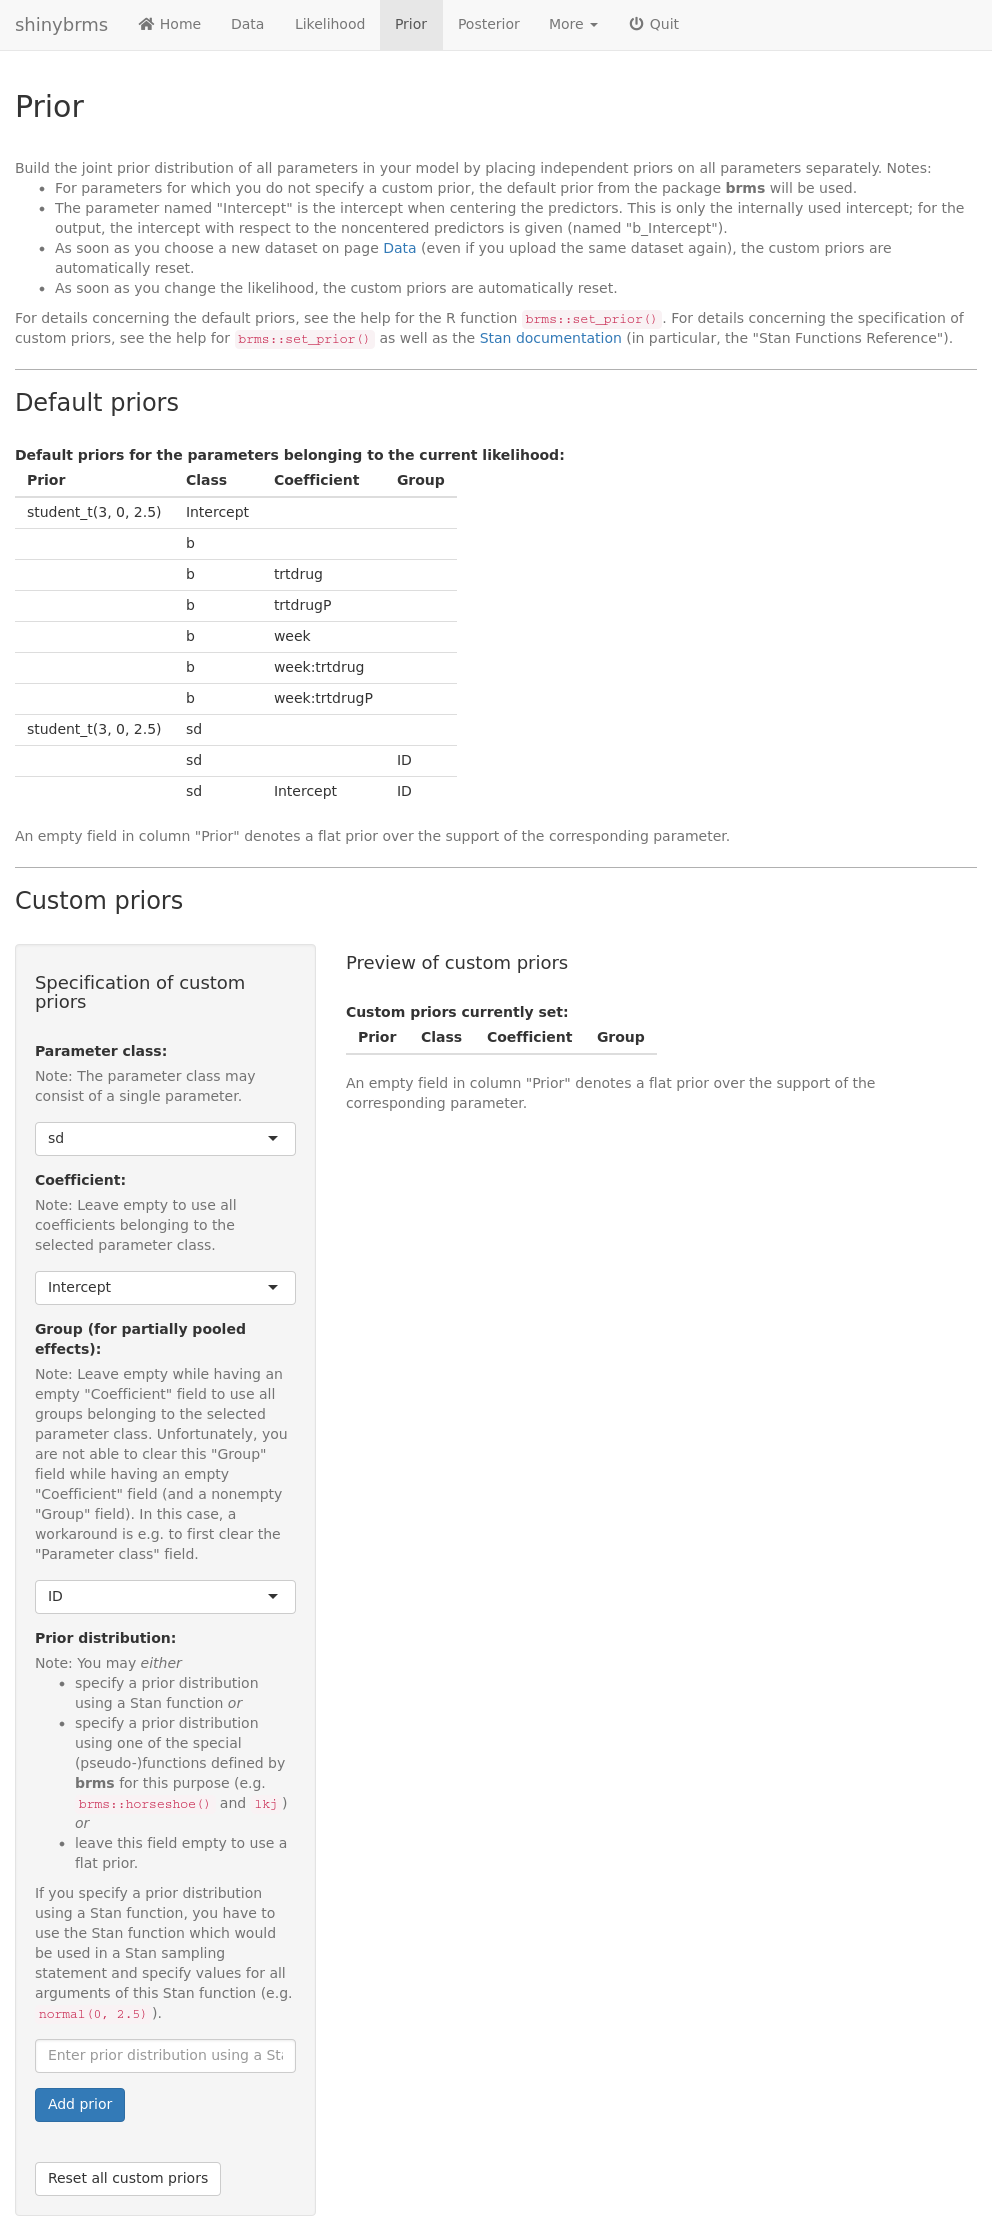 shinybrms Home Data Likelihood Prior Posterior More Quit
Prior
Build the joint prior distribution of all parameters in your model by placing independent priors on all parameters separately. Notes:
• For parameters for which you do not specify a custom prior, the default prior from the package brms will be used.
• The parameter named "Intercept" is the intercept when centering the predictors. This is only the internally used intercept; for the
output, the intercept with respect to the noncentered predictors is given (named "b_Intercept").
• As soon as you choose a new dataset on page Data (even if you upload the same dataset again), the custom priors are
automatically reset.
• As soon as you change the likelihood, the custom priors are automatically reset.
For details concerning the default priors, see the help for the R function brms::set_prior(). For details concerning the specification of
custom priors, see the help for brms::set_prior() as well as the Stan documentation (in particular, the "Stan Functions Reference").
Default priors
Default priors for the parameters belonging to the current likelihood:
Prior Class Coefficient Group
student_t(3, 0, 2.5) Intercept
b
b trtdrug
b trtdrugP
b week
b week:trtdrug
b week:trtdrugP
student_t(3, 0, 2.5) sd
sd ID
sd Intercept ID
An empty field in column "Prior" denotes a flat prior over the support of the corresponding parameter.
Custom priors
Specification of custom
priors
Parameter class:
Note: The parameter class may
consist of a single parameter.
sd
Coefficient:
Note: Leave empty to use all
coefficients belonging to the
selected parameter class.
Intercept
Group (for partially pooled
effects):
Note: Leave empty while having an
empty "Coefficient" field to use all
groups belonging to the selected
parameter class. Unfortunately, you
are not able to clear this "Group"
field while having an empty
"Coefficient" field (and a nonempty
"Group" field). In this case, a
workaround is e.g. to first clear the
"Parameter class" field.
ID
Prior distribution:
Note: You may either
• specify a prior distribution
using a Stan function or
• specify a prior distribution
using one of the special
(pseudo-)functions defined by
brms for this purpose (e.g.
brms::horseshoe() and lkj)
or
• leave this field empty to use a
flat prior.
If you specify a prior distribution
using a Stan function, you have to
use the Stan function which would
be used in a Stan sampling
statement and specify values for all
arguments of this Stan function (e.g.
normal(0, 2.5)).
Enter prior distribution using a Sta
Add prior
Reset all custom priors
Preview of custom priors
Custom priors currently set:
Prior Class Coefficient Group
An empty field in column "Prior" denotes a flat prior over the support of the
corresponding parameter.